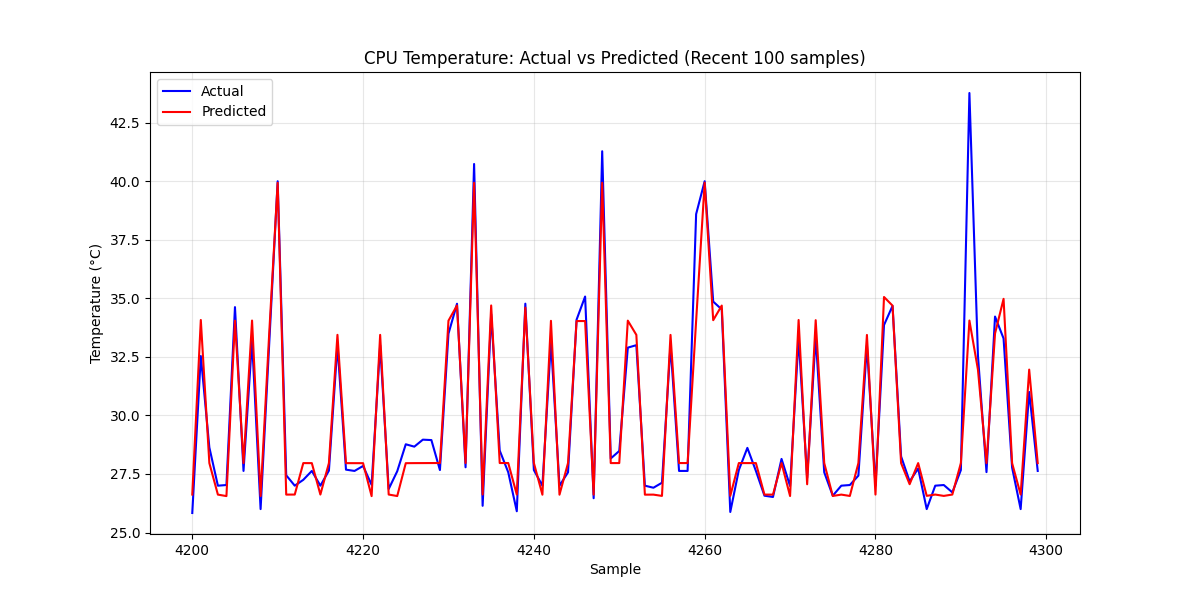 CPU Temperature: Actual vs Predicted (Recent 100 samples)
Actual
Predicted
Temperature (°C)
42.5
40.0
37.5
35.0
32.5
30.0
27.5
25.0
4200 4220 4240 4260 4280 4300
Sample